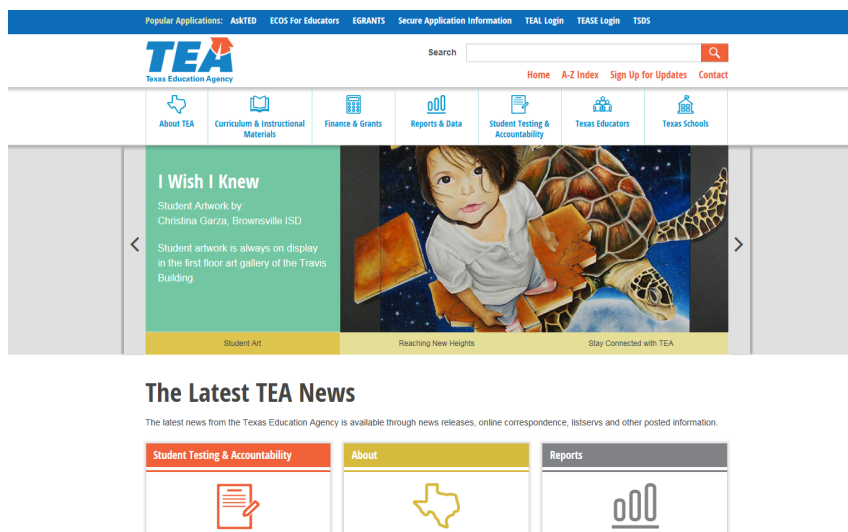 Popular Applications: AskTED ECOS For Educators EGRANTS Secure Application Information TEAL Login TEASE Login TSDS
TEA
Texas Education Agency
Search
Home A-Z Index Sign Up for Updates Contact
About TEA
Curriculum & Instructional
Materials
Finance & Grants
Reports & Data
Student Testing &
Accountability
Texas Educators
Texas Schools
I Wish I Knew
Student Artwork by:
Christina Garza, Brownsville ISD
Student artwork is always on display
in the first floor art gallery of the Travis
Building.
Student Art
Reaching New Heights
Stay Connected with TEA
The Latest TEA News
The latest news from the Texas Education Agency is available through news releases, online correspondence, listservs and other posted information.
Student Testing & Accountability
About
Reports